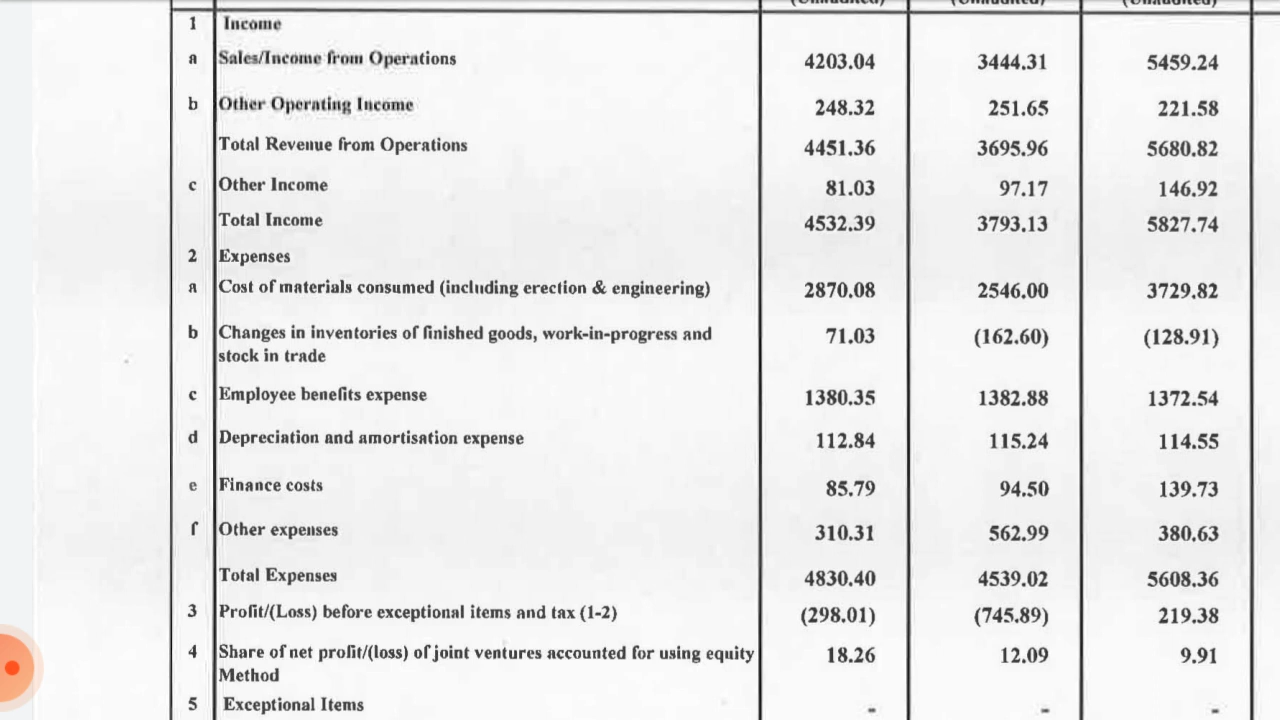 (Unaudited) (Unaudited) (Unaudited)
1 Income
a Sales/Income from Operations 4203.04 3444.31 5459.24
b Other Operating Income 248.32 251.65 221.58
Total Revenue from Operations 4451.36 3695.96 5680.82
c Other Income 81.03 97.17 146.92
Total Income 4532.39 3793.13 5827.74
2 Expenses
a Cost of materials consumed (including erection & engineering) 2870.08 2546.00 3729.82
b Changes in inventories of finished goods, work-in-progress and 71.03 (162.60) (128.91)
stock in trade
c Employee benefits expense 1380.35 1382.88 1372.54
d Depreciation and amortisation expense 112.84 115.24 114.55
e Finance costs 85.79 94.50 139.73
f Other expenses 310.31 562.99 380.63
Total Expenses 4830.40 4539.02 5608.36
3 Profit/(Loss) before exceptional items and tax (1-2) (298.01) (745.89) 219.38
4 Share of net profit/(loss) of joint ventures accounted for using equity 18.26 12.09 9.91
Method
5 Exceptional Items - - -